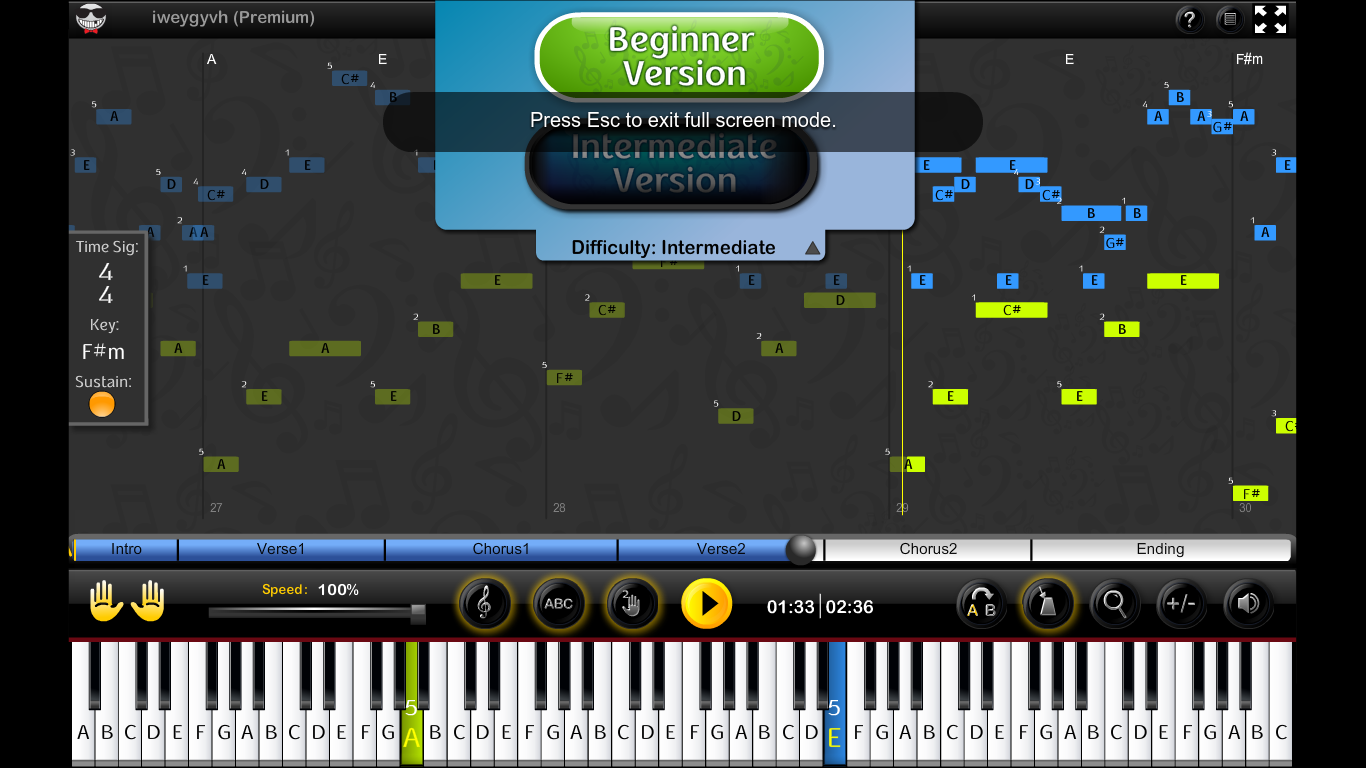 iweygyvh (Premium)
?
Beginner
Version
Press Esc to exit full screen mode.
Intermediate
Version
Difficulty: Intermediate
A E E F#m
5 C#
B
5 A
4 A 5 B A 3 G# 5 A
3 E
5 D
4 C#
4 D
1 E
E
C# D
E
4 D 3 C#
3 E
A
2 A A
2 B
1 B
2 G#
1 A
Time Sig:
4
4
Key:
F#m
Sustain:
1 E
E
F#
1 E
E
1 E
E
1 E
E
2 C#
D
1 C#
2 B
2 B
A
A
2 A
5 F#
2 E
5 E
5 D
2 E
5 E
3 C#
5 A
5 A
5 F#
27 28 29 30
Intro Verse1 Chorus1 Verse2 Chorus2 Ending
Speed: 100%
ABC
2
01:33 02:36
A B
+/-
5 5
A B C D E F G A B C D E F G A B C D E F G A B C D E F G A B C D E F G A B C D E F G A B C D E F G A B C